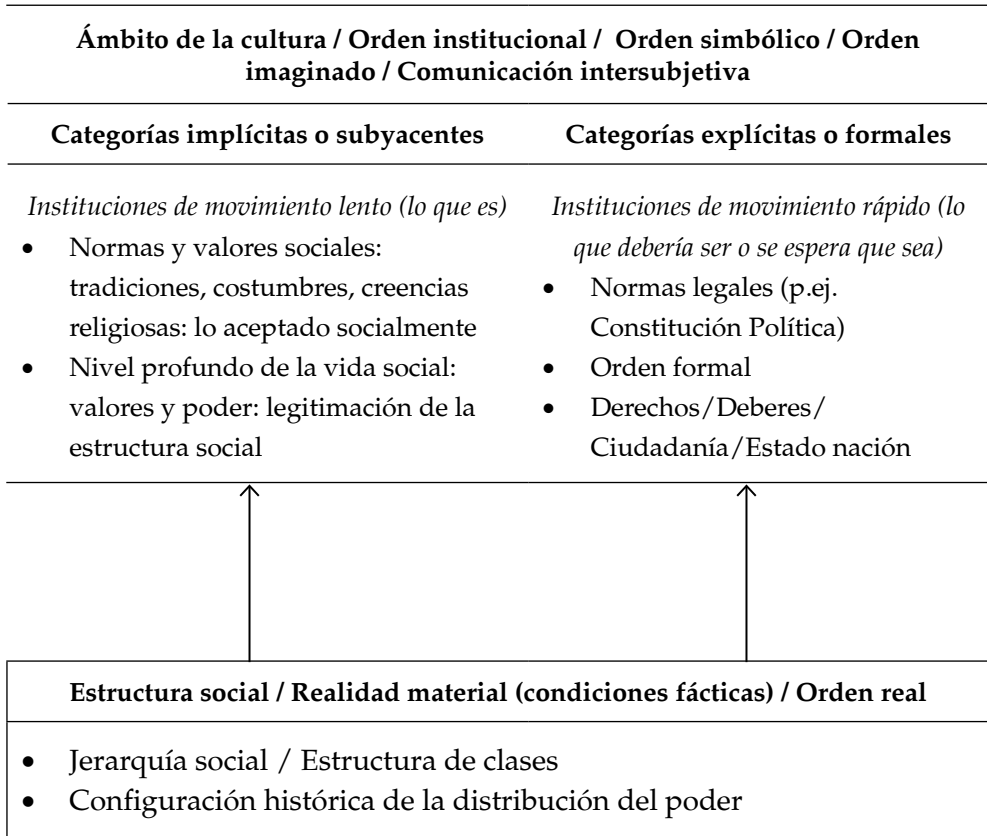 Ámbito de la cultura / Orden institucional / Orden simbólico / Orden
imaginado / Comunicación intersubjetiva
Categorías implícitas o subyacentes
Categorías explícitas o formales
Instituciones de movimiento lento (lo que es)
• Normas y valores sociales:
tradiciones, costumbres, creencias
religiosas: lo aceptado socialmente
• Nivel profundo de la vida social:
valores y poder: legitimación de la
estructura social
Instituciones de movimiento rápido (lo
que debería ser o se espera que sea)
• Normas legales (p.ej.
Constitución Política)
• Orden formal
• Derechos/Deberes/
Ciudadanía/Estado nación
Estructura social / Realidad material (condiciones fácticas) / Orden real
• Jerarquía social / Estructura de clases
• Configuración histórica de la distribución del poder